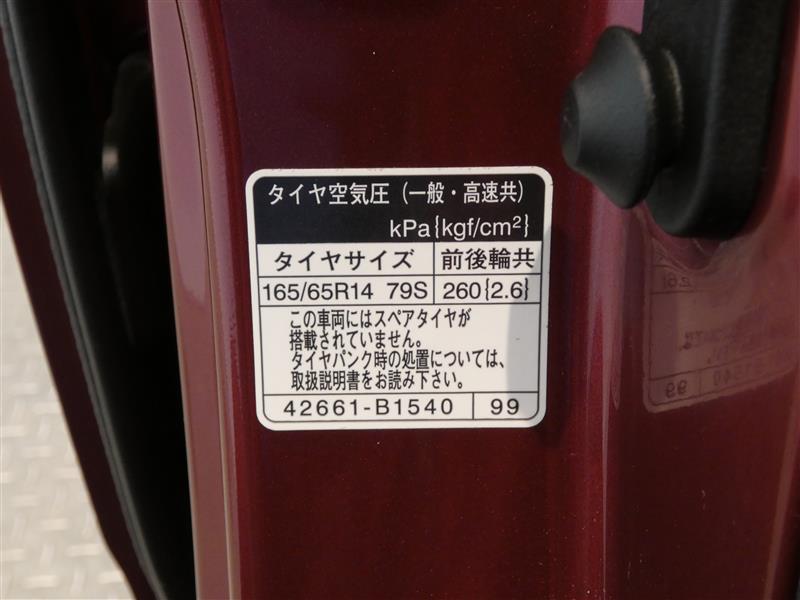 タイヤ空気圧（一般・高速共）
kPa{kgf/cm²}
タイヤサイズ 前後輪共
165/65R14 79S 260{2.6}
この車両にはスペアタイヤが
搭載されていません。
タイヤパンク時の処置については、
取扱説明書をお読み下さい。
42661-B1540 99